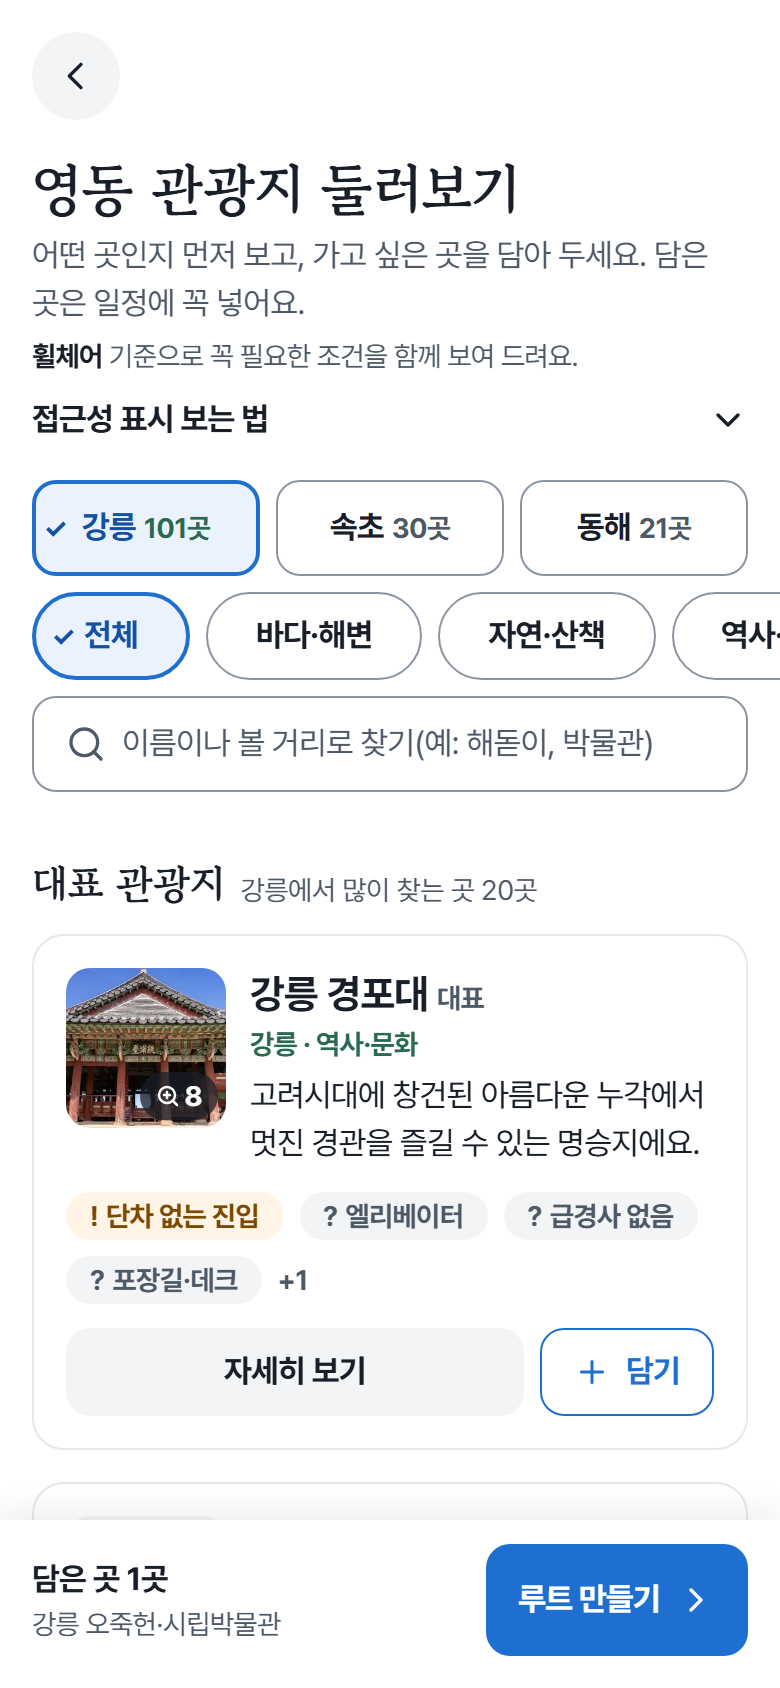 영동 관광지 둘러보기
어떤 곳인지 먼저 보고, 가고 싶은 곳을 담아 두세요. 담은
곳은 일정에 꼭 넣어요.
휠체어 기준으로 꼭 필요한 조건을 함께 보여 드려요.
접근성 표시 보는 법
강릉 101곳
속초 30곳
동해 21곳
전체
바다·해변
자연·산책
역사·
이름이나 볼 거리로 찾기(예: 해돋이, 박물관)
대표 관광지 강릉에서 많이 찾는 곳 20곳
강릉 경포대 대표
강릉 · 역사·문화
고려시대에 창건된 아름다운 누각에서
멋진 경관을 즐길 수 있는 명승지에요.
8
! 단차 없는 진입
? 엘리베이터
? 급경사 없음
? 포장길·데크
+1
자세히 보기
+ 담기
담은 곳 1곳
강릉 오죽헌·시립박물관
루트 만들기